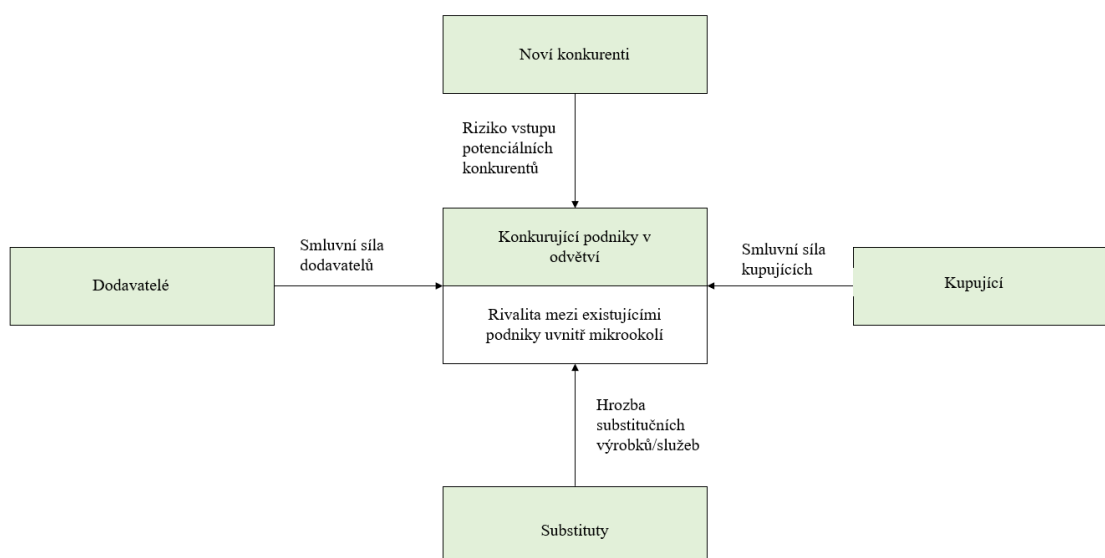 Noví konkurenti
Riziko vstupu
potenciálních
konkurentů
Smluvní síla
dodavatelů
Konkurující podniky v
odvětví
Smluvní síla
kupujících
Dodavatelé
Kupující
Rivalita mezi existujícími
podniky uvnitř mikrookolí
Hrozba
substitučních
výrobků/služeb
Substituty